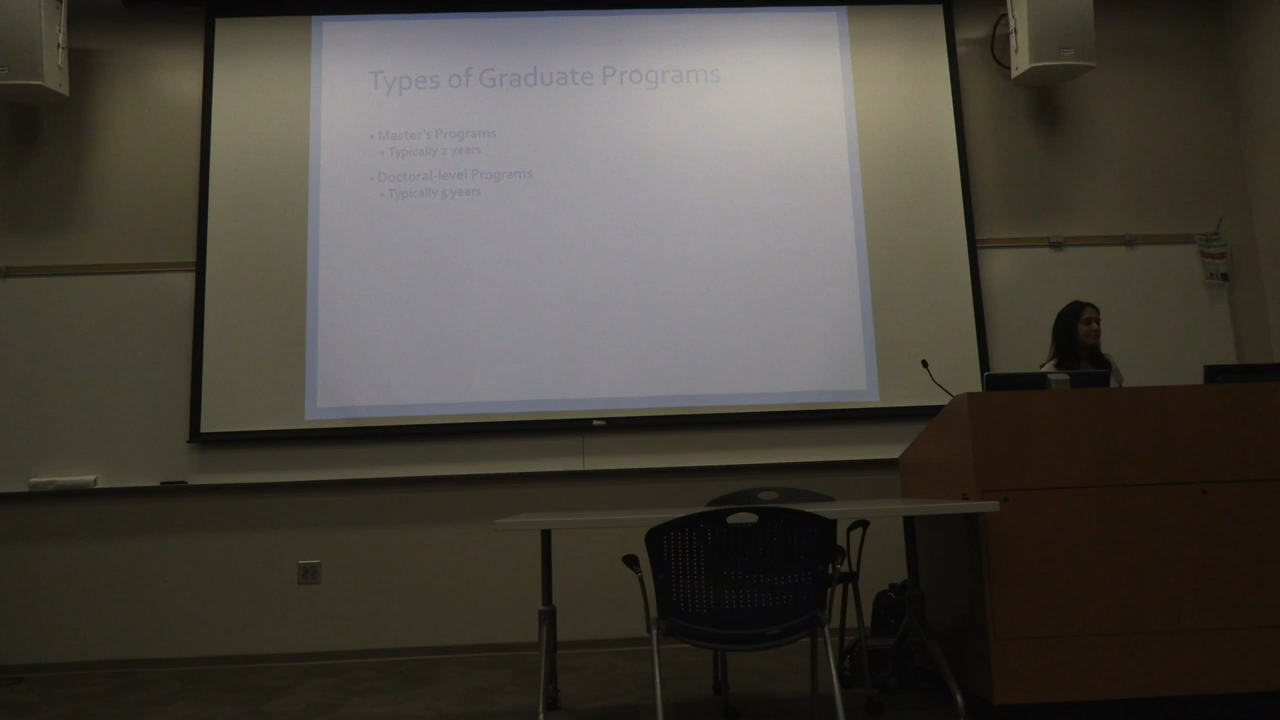 Types of Graduate Programs
• Master's Programs
• Typically 2 years
• Doctoral-level Programs
• Typically 5 years